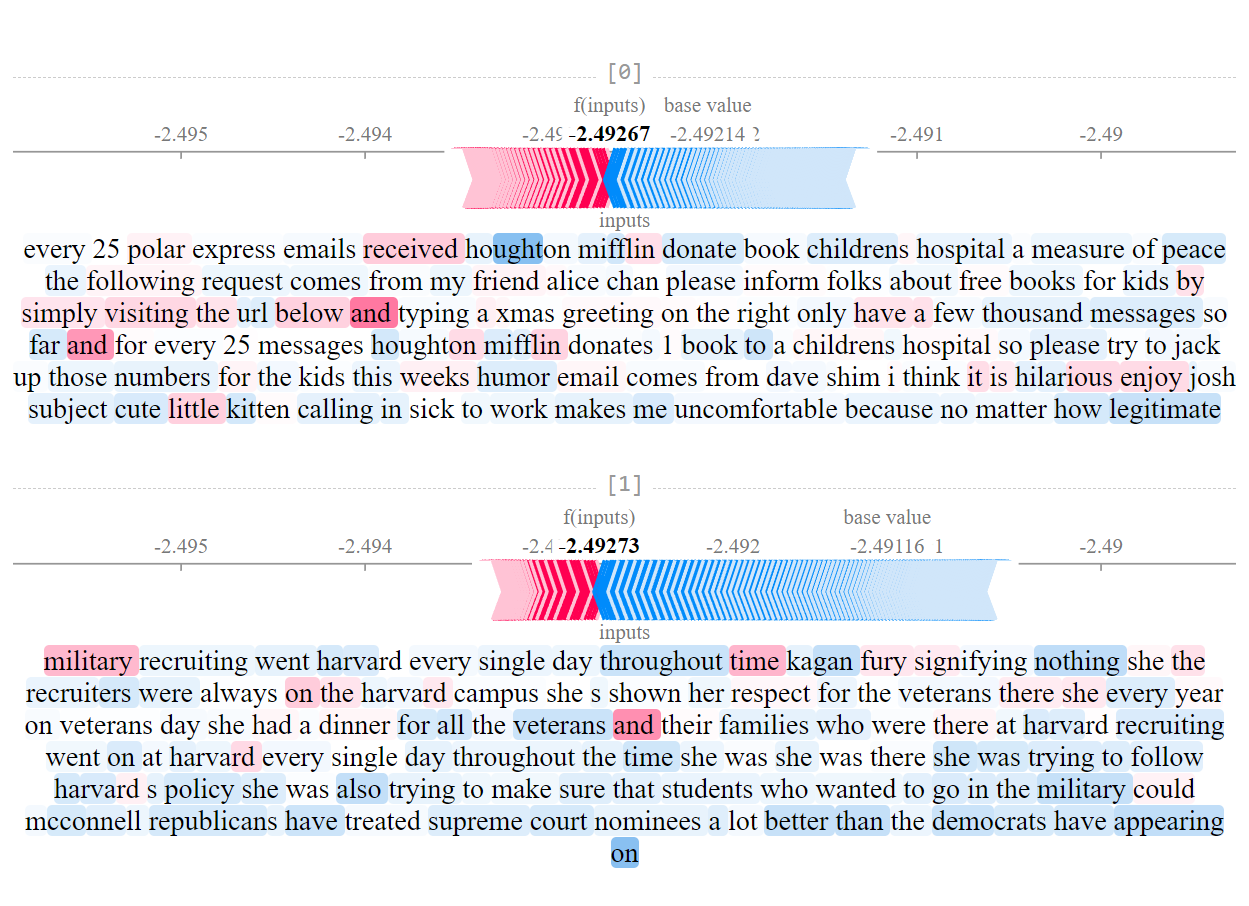 [0]
f(inputs) base value
-2.495 -2.494 -2.49 -2.49267 -2.49214 2 -2.491 -2.49
inputs
every 25 polar express emails received houghton mifflin donate book childrens hospital a measure of peace
the following request comes from my friend alice chan please inform folks about free books for kids by
simply visiting the url below and typing a xmas greeting on the right only have a few thousand messages so
far and for every 25 messages houghton mifflin donates 1 book to a childrens hospital so please try to jack
up those numbers for the kids this weeks humor email comes from dave shim i think it is hilarious enjoy josh
subject cute little kitten calling in sick to work makes me uncomfortable because no matter how legitimate
[1]
f(inputs) base value
-2.495 -2.494 -2.4 -2.49273 -2.492 -2.49116 1 -2.49
inputs
military recruiting went harvard every single day throughout time kagan fury signifying nothing she the
recruiters were always on the harvard campus she s shown her respect for the veterans there she every year
on veterans day she had a dinner for all the veterans and their families who were there at harvard recruiting
went on at harvard every single day throughout the time she was she was there she was trying to follow
harvard s policy she was also trying to make sure that students who wanted to go in the military could
mcconnell republicans have treated supreme court nominees a lot better than the democrats have appearing
on